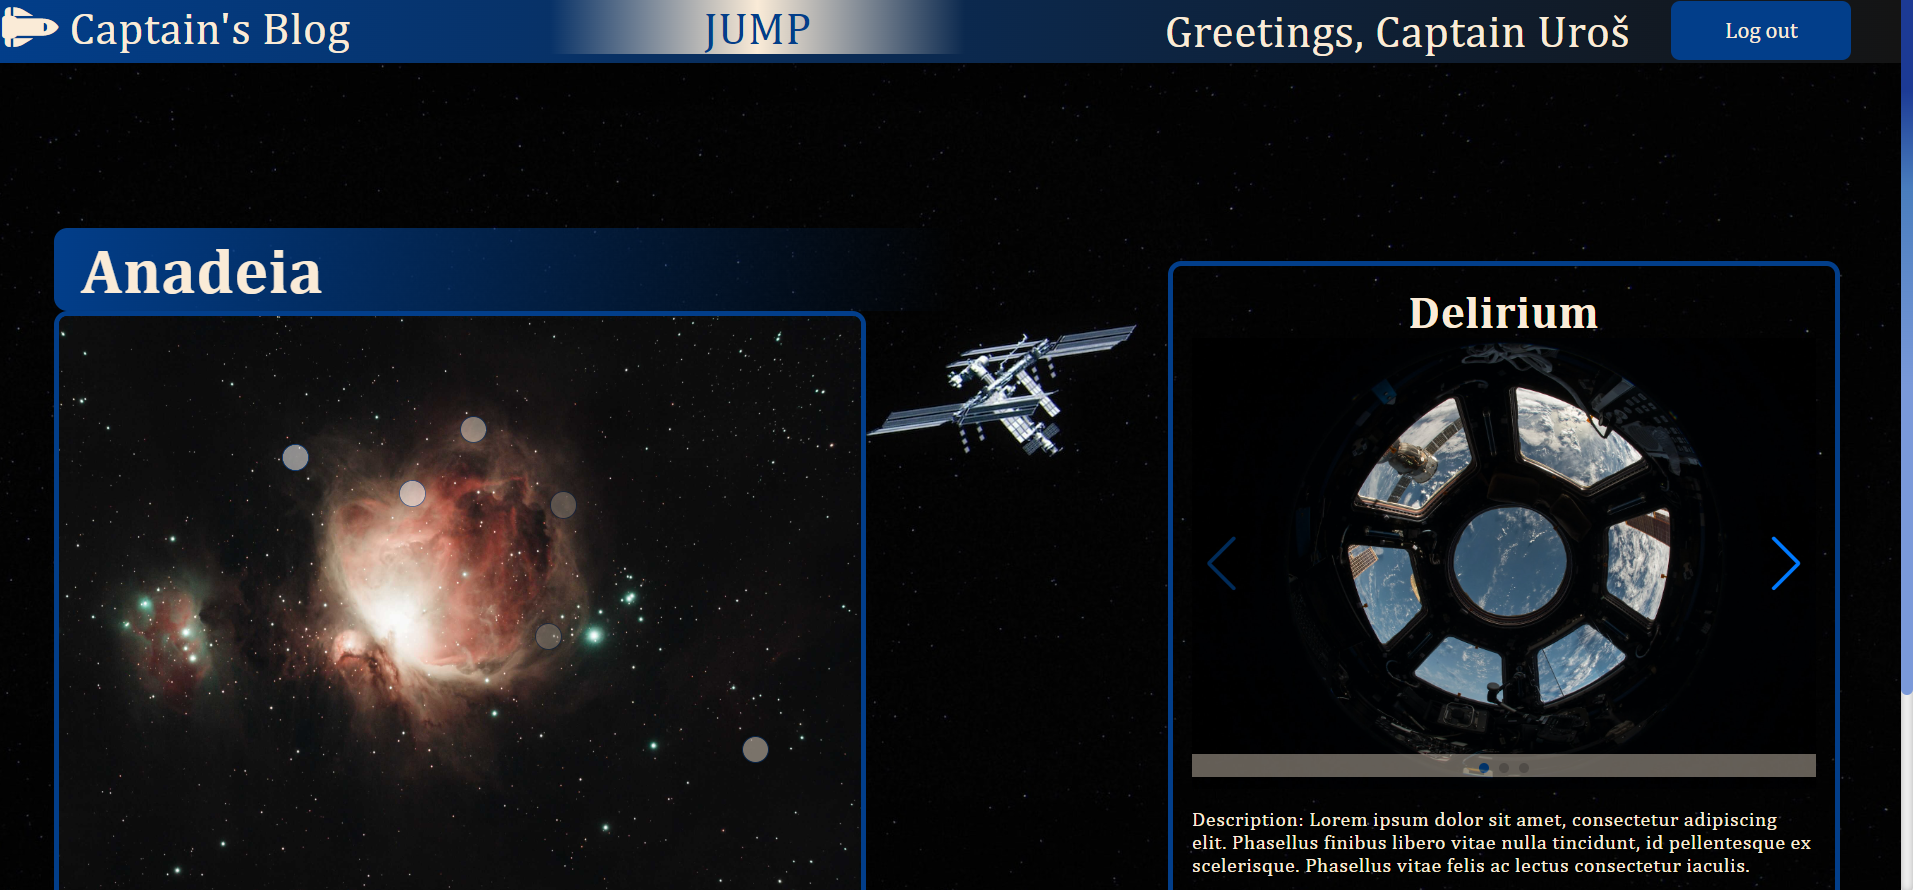 Captain's Blog
JUMP
Greetings, Captain Uroš
Log out
Anadeia
Delirium
Description: Lorem ipsum dolor sit amet, consectetur adipiscing
elit. Phasellus finibus libero vitae nulla tincidunt, id pellentesque ex
scelerisque. Phasellus vitae felis ac lectus consectetur iaculis.